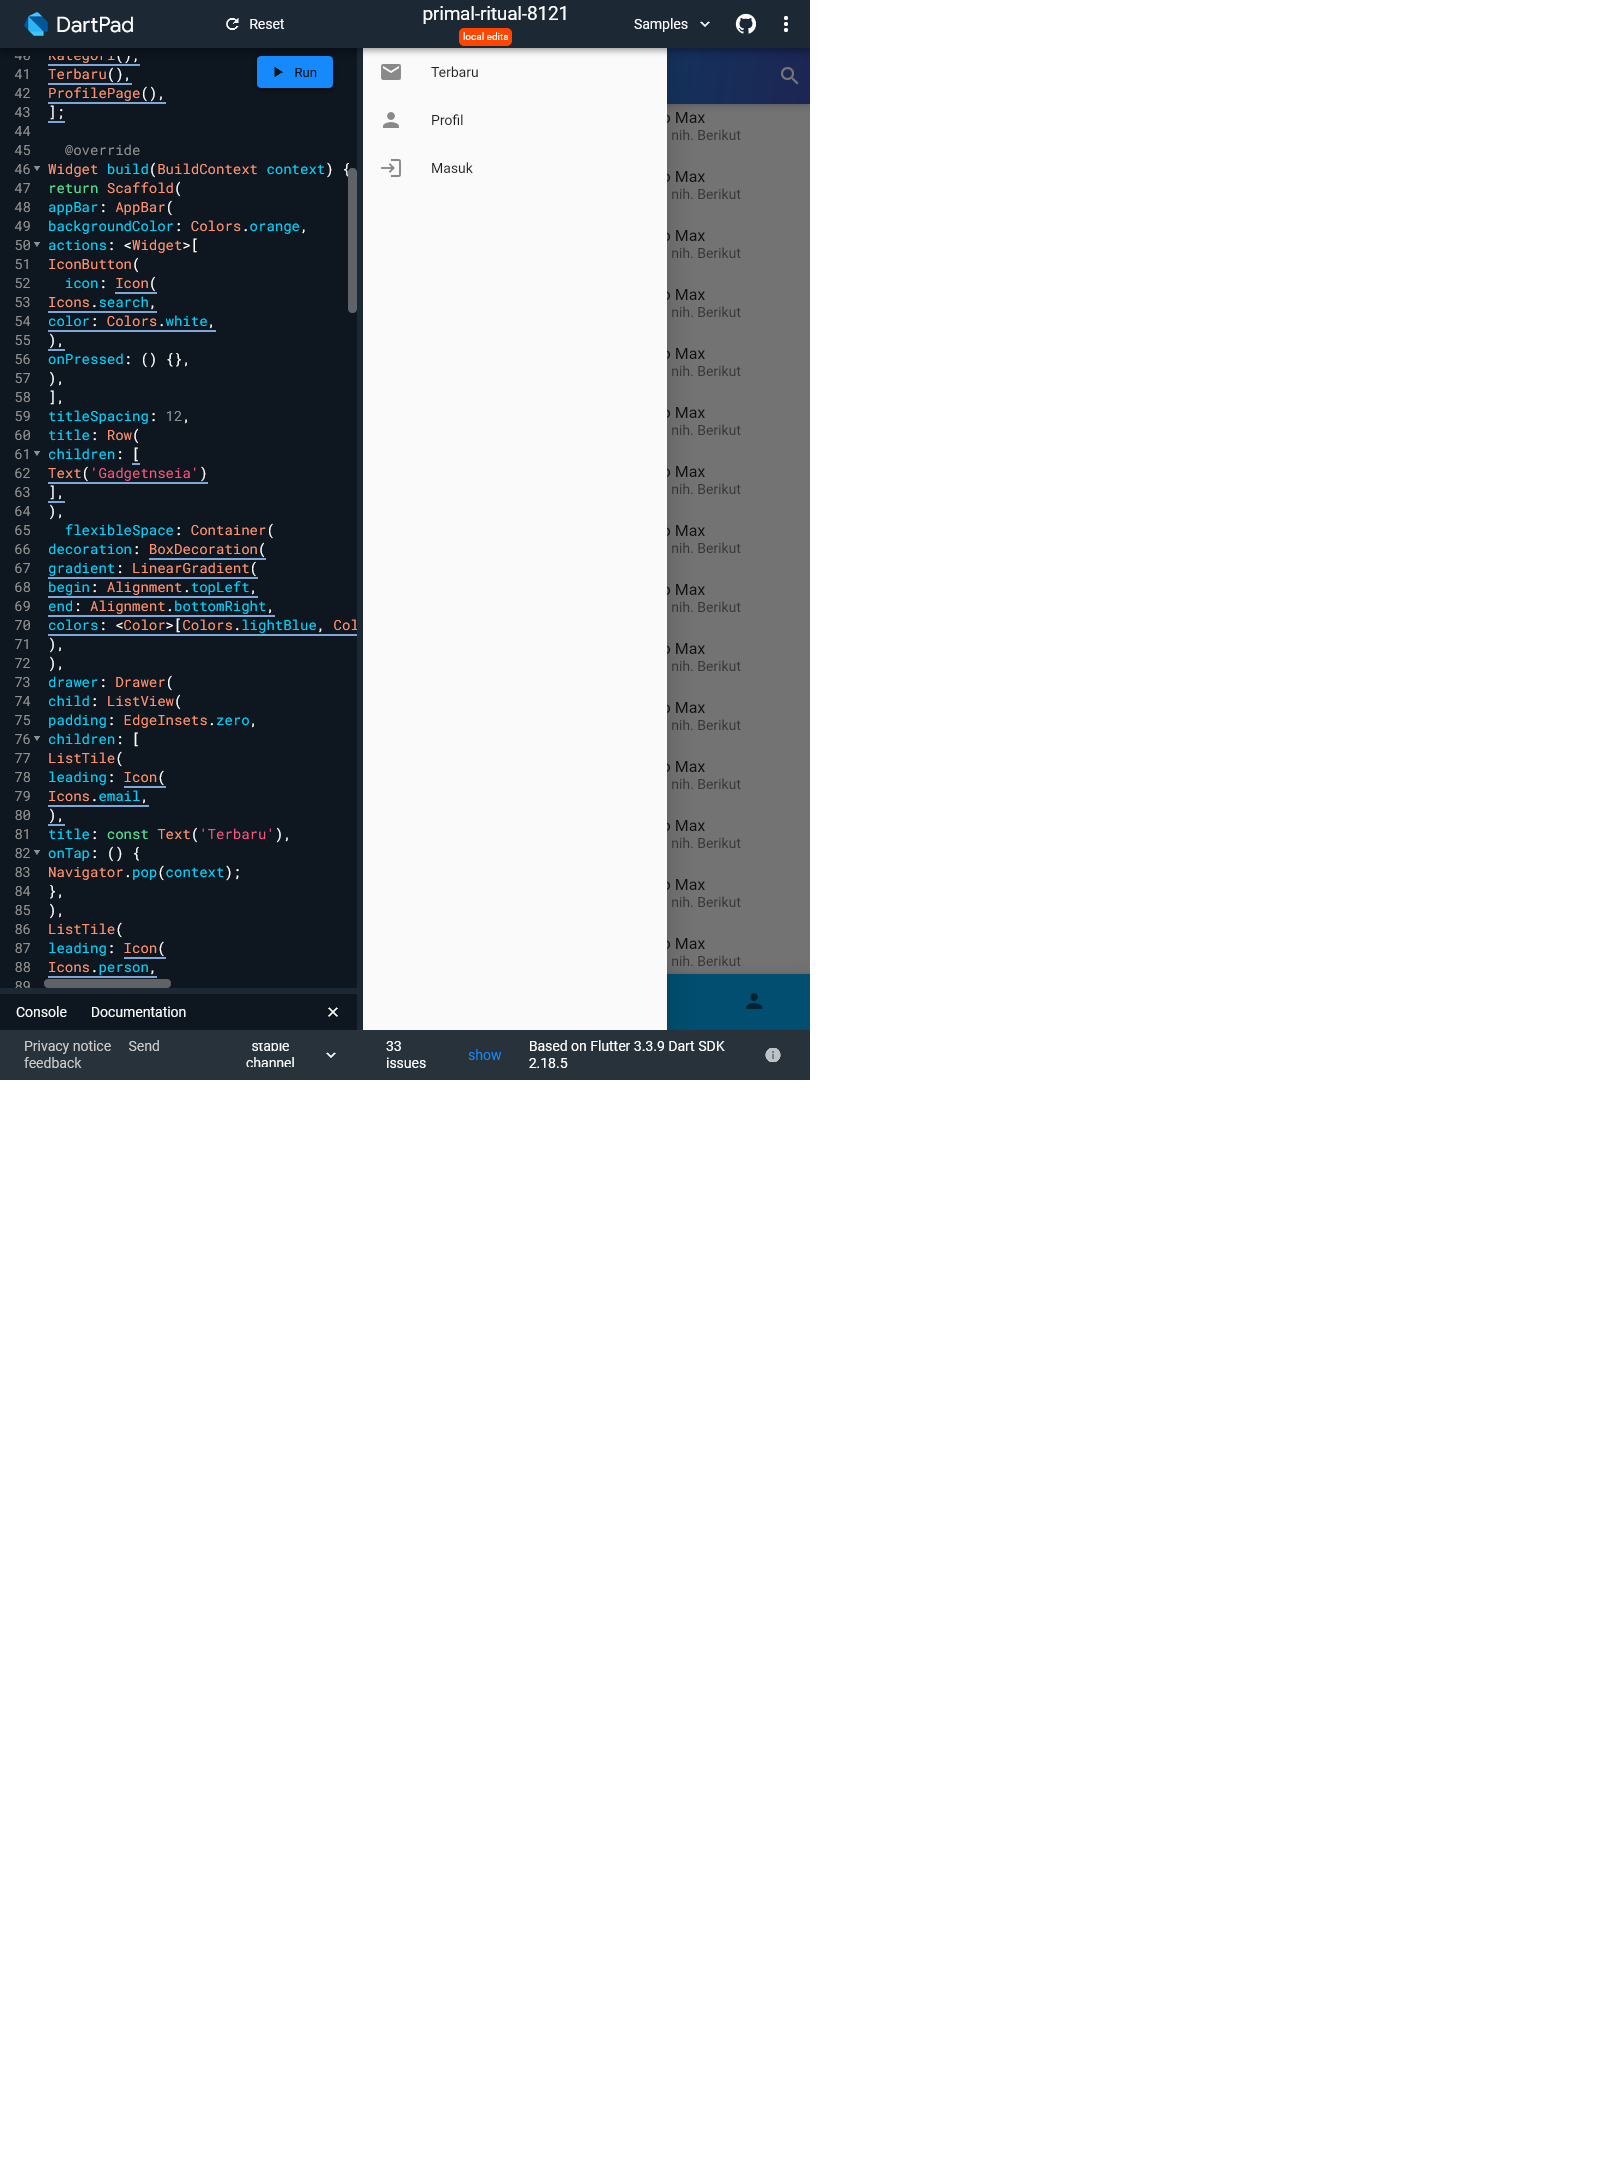 DartPad
Reset
primal-ritual-8121
local edits
Samples
40 Kategori(),
41 Terbaru(),
42 ProfilePage(),
43 ];
44
45 @override
46 Widget build(BuildContext context) {
47 return Scaffold(
48 appBar: AppBar(
49 backgroundColor: Colors.orange,
50 actions: <Widget>[
51 IconButton(
52 icon: Icon(
53 Icons.search,
54 color: Colors.white,
55 ),
56 onPressed: () {},
57 ),
58 ],
59 titleSpacing: 12,
60 title: Row(
61 children: [
62 Text('Gadgetnseia')
63 ],
64 ),
65 flexibleSpace: Container(
66 decoration: BoxDecoration(
67 gradient: LinearGradient(
68 begin: Alignment.topLeft,
69 end: Alignment.bottomRight,
70 colors: <Color>[Colors.lightBlue, Col
71 ),
72 ),
73 drawer: Drawer(
74 child: ListView(
75 padding: EdgeInsets.zero,
76 children: [
77 ListTile(
78 leading: Icon(
79 Icons.email,
80 ),
81 title: const Text('Terbaru'),
82 onTap: () {
83 Navigator.pop(context);
84 },
85 ),
86 ListTile(
87 leading: Icon(
88 Icons.person,
89
Run
Terbaru
Profil
Masuk
o Max
nih. Berikut
o Max
nih. Berikut
o Max
nih. Berikut
o Max
nih. Berikut
o Max
nih. Berikut
o Max
nih. Berikut
o Max
nih. Berikut
o Max
nih. Berikut
o Max
nih. Berikut
o Max
nih. Berikut
o Max
nih. Berikut
o Max
nih. Berikut
o Max
nih. Berikut
o Max
nih. Berikut
o Max
nih. Berikut
Console
Documentation
Privacy notice Send
feedback
stable
channel
33
issues
show
Based on Flutter 3.3.9 Dart SDK
2.18.5